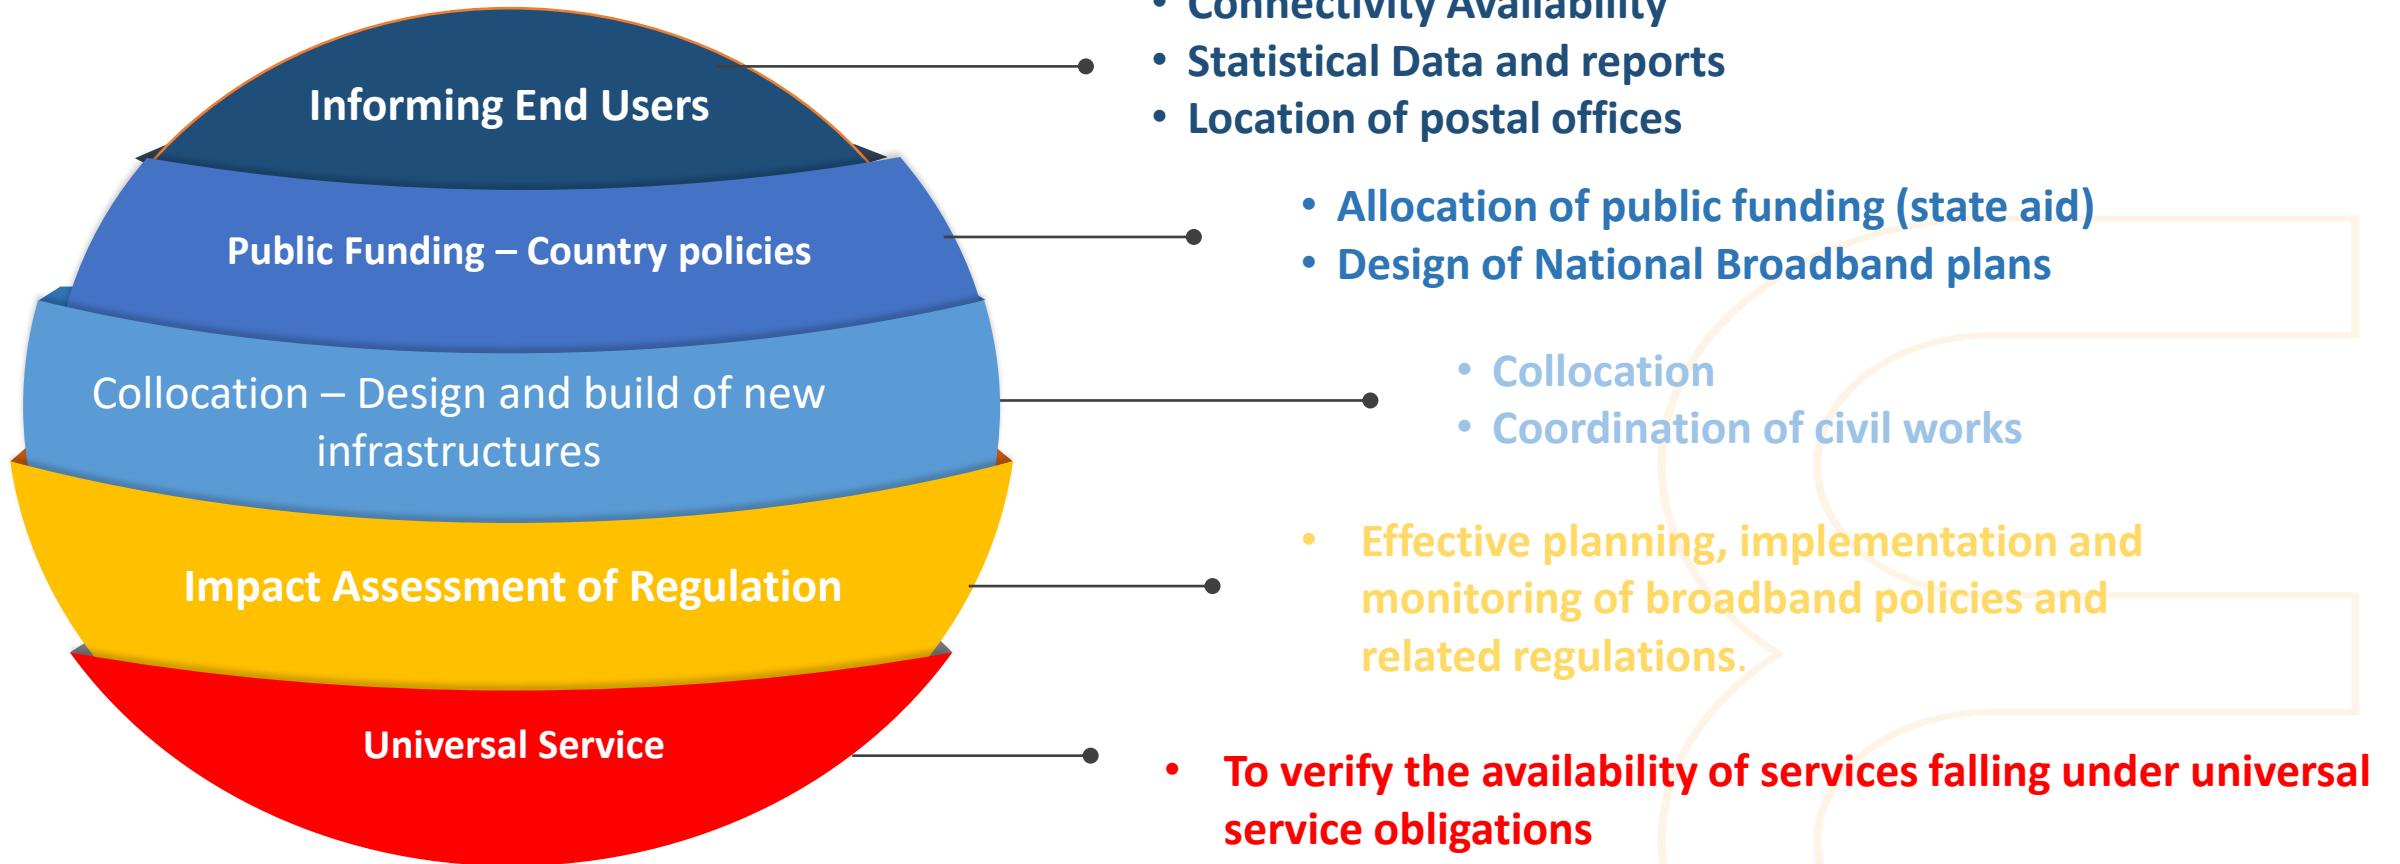 • Connectivity Availability
• Statistical Data and reports
• Location of postal offices
Informing End Users
• Allocation of public funding (state aid)
• Design of National Broadband plans
Public Funding – Country policies
• Collocation
• Coordination of civil works
Collocation – Design and build of new
infrastructures
• Effective planning, implementation and
monitoring of broadband policies and
related regulations.
Impact Assessment of Regulation
• To verify the availability of services falling under universal
service obligations
Universal Service